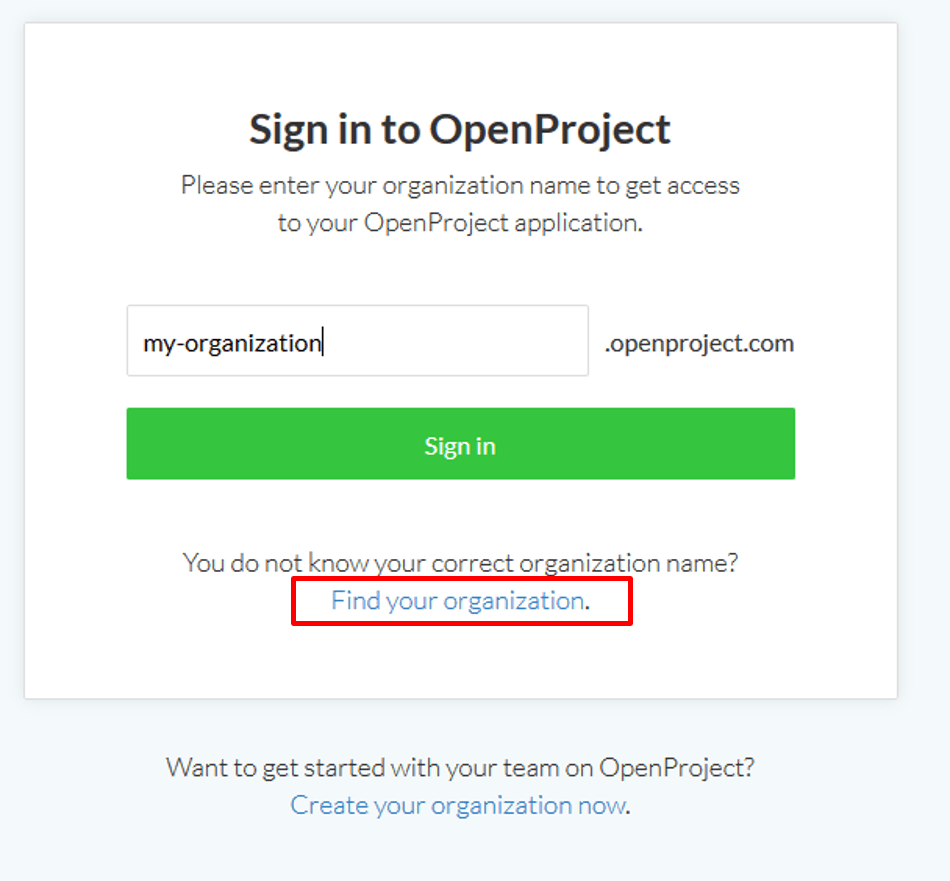 Sign in to OpenProject
Please enter your organization name to get access
to your OpenProject application.
my-organization
.openproject.com
Sign in
You do not know your correct organization name?
Find your organization.
Want to get started with your team on OpenProject?
Create your organization now.